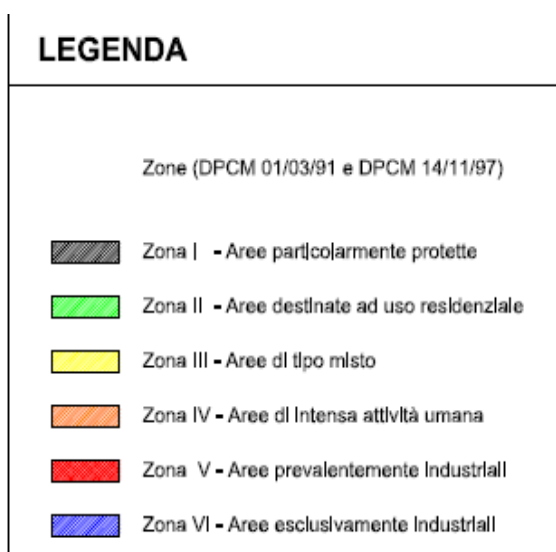 LEGENDA
Zone (DPCM 01/03/91 e DPCM 14/11/97)
Zona I - Aree particolarmente protette
Zona II - Aree destinate ad uso residenziale
Zona III - Aree di tipo misto
Zona IV - Aree di intensa attività umana
Zona V - Aree prevalentemente industriali
Zona VI - Aree esclusivamente industriali